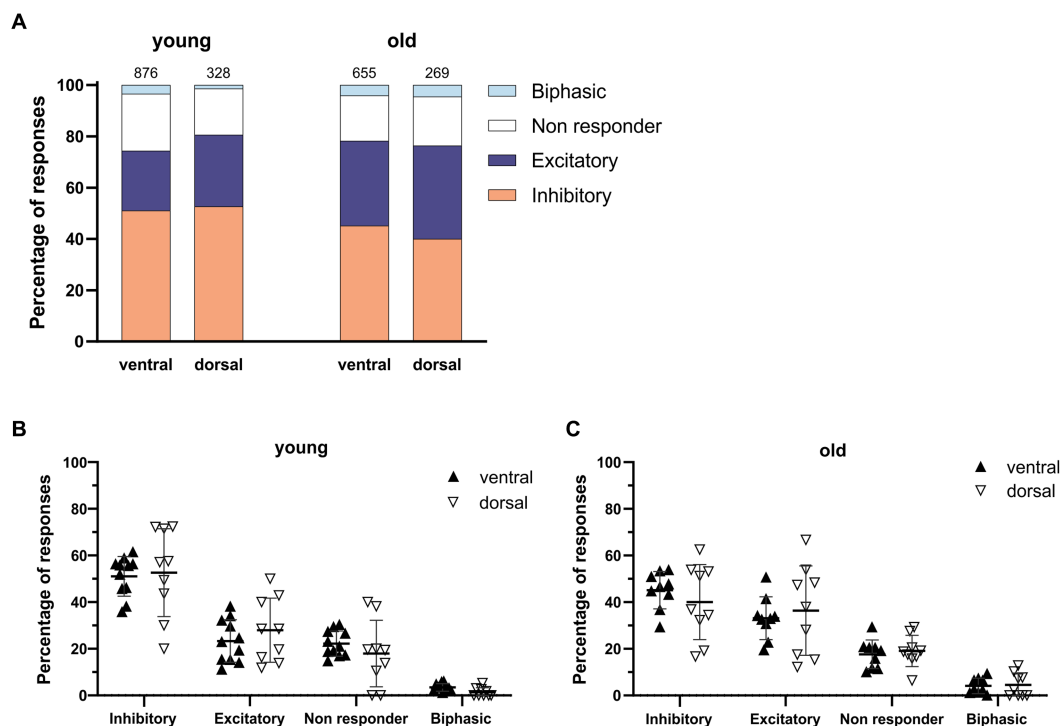 A
young old
876 328 655 269
Percentage of responses
100
80
60
40
20
0
ventral dorsal ventral dorsal
Biphasic
Non responder
Excitatory
Inhibitory
B
young
ventral
dorsal
Percentage of responses
100
80
60
40
20
0
Inhibitory Excitatory Non responder Biphasic
C
old
ventral
dorsal
Percentage of responses
100
80
60
40
20
0
Inhibitory Excitatory Non responder Biphasic